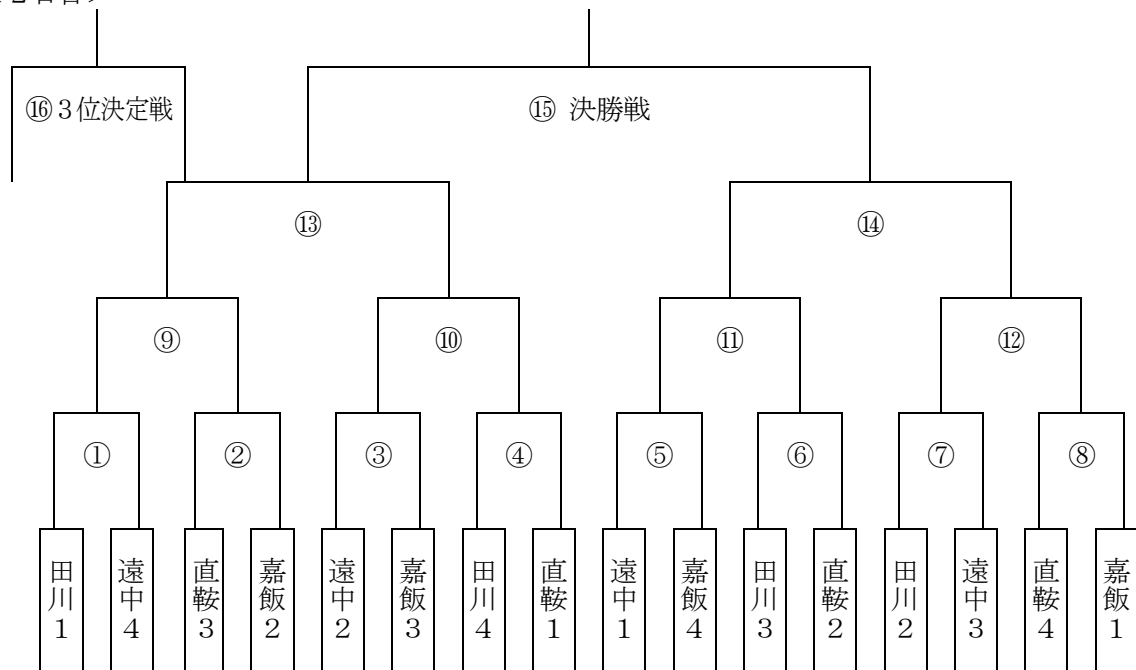 ⑯３位決定戦
⑮ 決勝戦
⑬
⑭
⑨
⑩
⑪
⑫
①
②
③
④
⑤
⑥
⑦
⑧
田川１
遠中４
直鞍３
嘉飯２
遠中２
嘉飯３
田川４
直鞍１
遠中１
嘉飯４
田川３
直鞍２
田川２
遠中３
直鞍４
嘉飯１